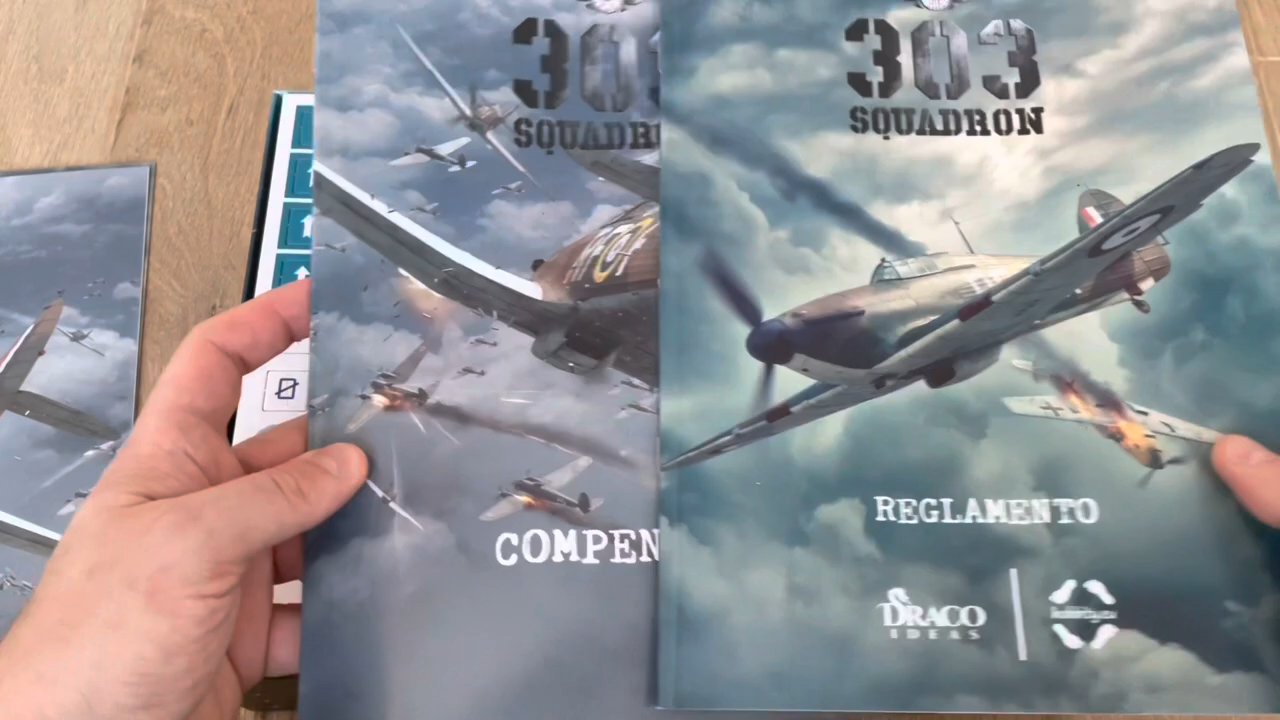 303
SQUADRON
COMPEN
303
SQUADRON
REGLAMENTO
DRACO
IDEAS